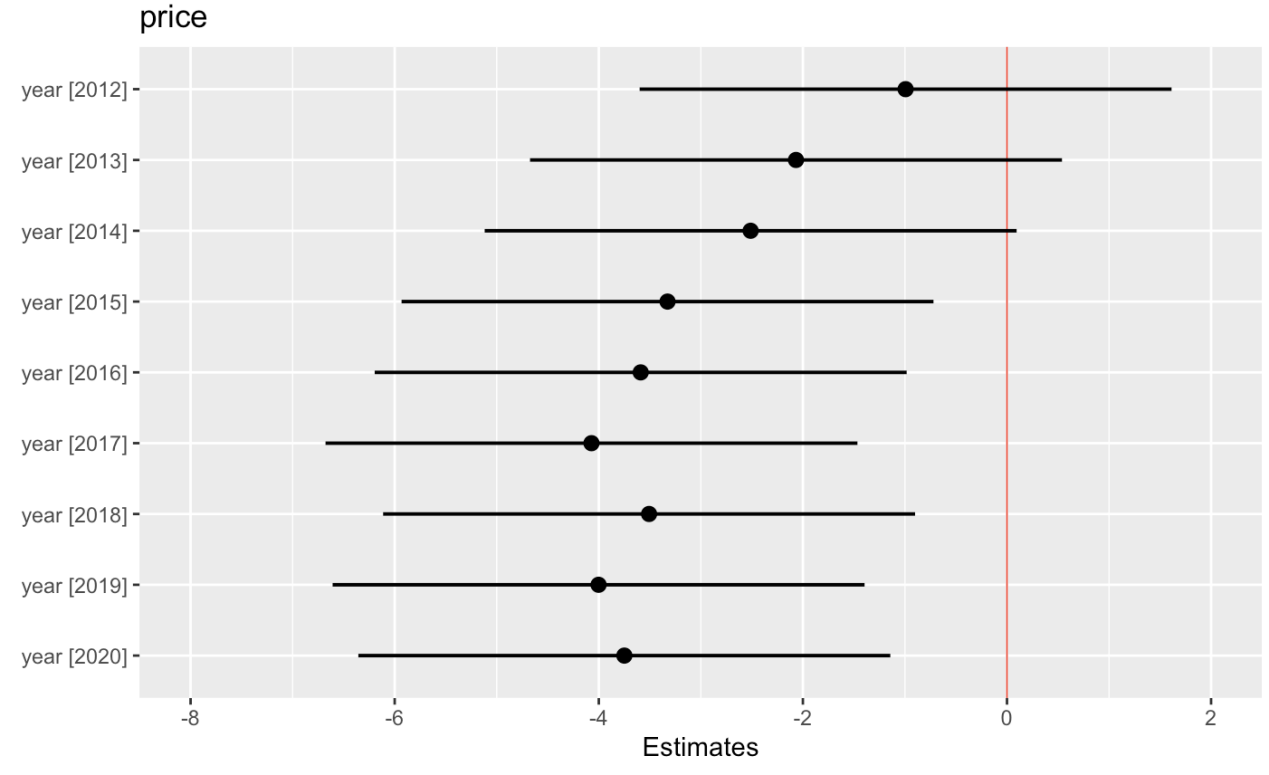 price
year [2012]
year [2013]
year [2014]
year [2015]
year [2016]
year [2017]
year [2018]
year [2019]
year [2020]
-8 -6 -4 -2 0 2
Estimates